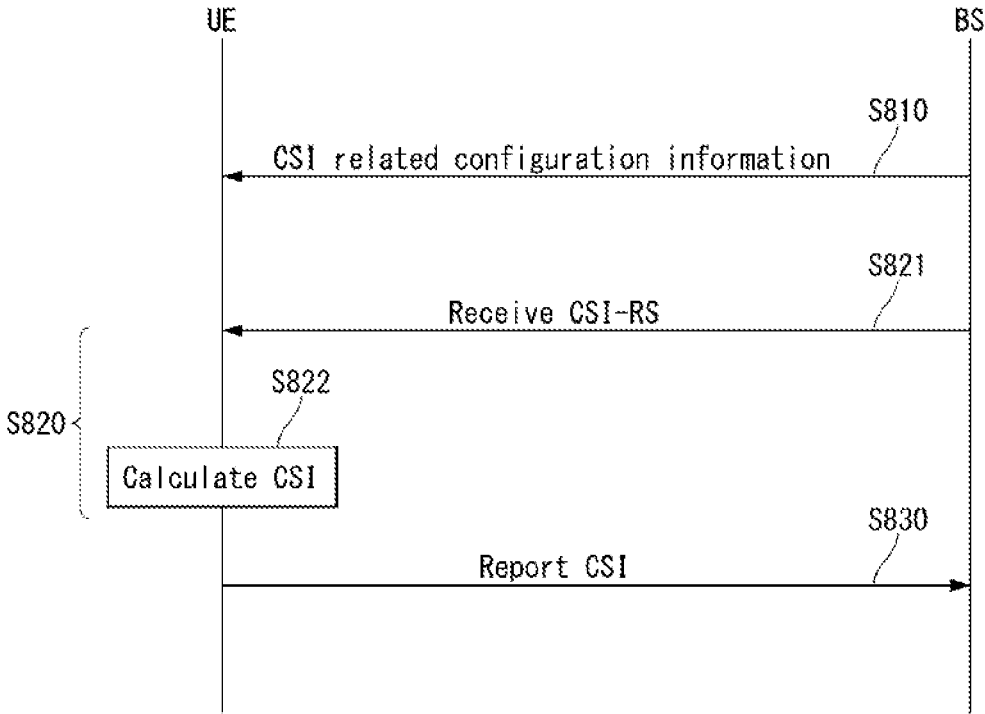 UE
BS
S810
CSI related configuration information
S821
Receive CSI-RS
S822
S820
Calculate CSI
S830
Report CSI